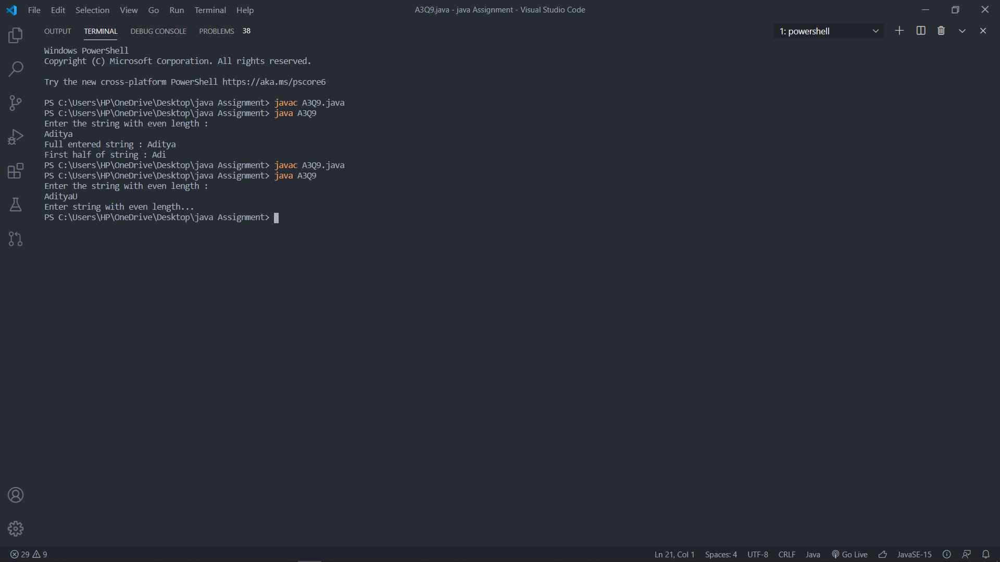 File Edit Selection View Go Run Terminal Help A3Q9.java - java Assignment - Visual Studio Code
OUTPUT TERMINAL DEBUG CONSOLE PROBLEMS 38 1: powershell
Windows PowerShell
Copyright (C) Microsoft Corporation. All rights reserved.
Try the new cross-platform PowerShell https://aka.ms/pscore6
PS C:\Users\HP\OneDrive\Desktop\java Assignment> javac A3Q9.java
PS C:\Users\HP\OneDrive\Desktop\java Assignment> java A3Q9
Enter the string with even length :
Aditya
Full entered string : Aditya
First half of string : Adi
PS C:\Users\HP\OneDrive\Desktop\java Assignment> javac A3Q9.java
PS C:\Users\HP\OneDrive\Desktop\java Assignment> java A3Q9
Enter the string with even length :
AdityaU
Enter string with even length...
PS C:\Users\HP\OneDrive\Desktop\java Assignment>
29 9 Ln 21, Col 1 Spaces: 4 UTF-8 CRLF Java Go Live JavaSE-15